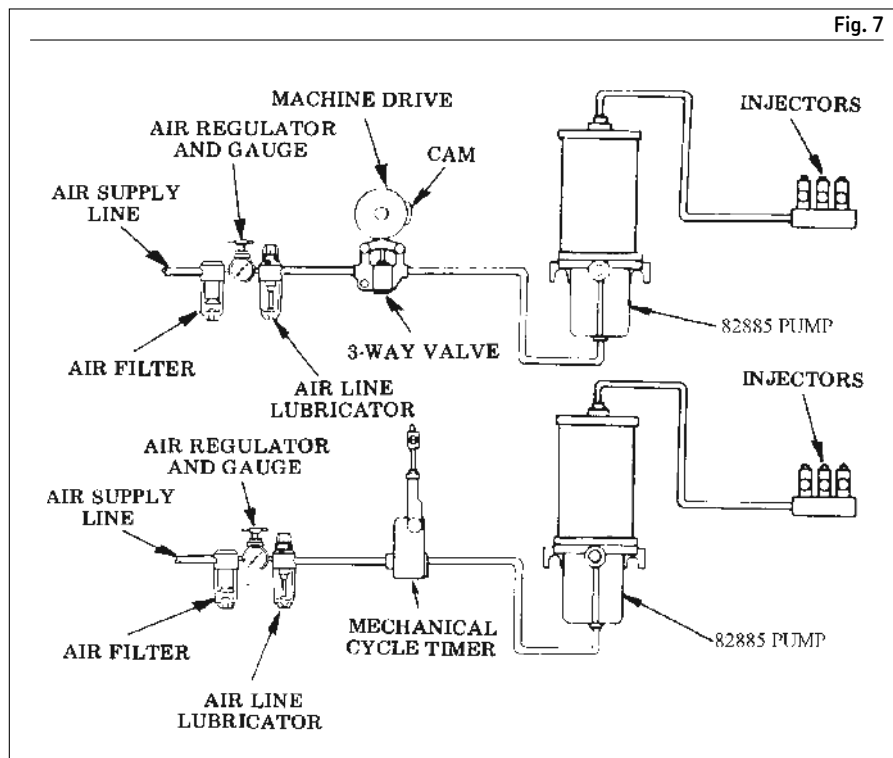 Fig. 7
MACHINE DRIVE
AIR REGULATOR
AND GAUGE
CAM
INJECTORS
AIR SUPPLY
LINE
82885 PUMP
3-WAY VALVE
AIR FILTER
AIR LINE
LUBRICATOR
INJECTORS
AIR REGULATOR
AND GAUGE
AIR SUPPLY
LINE
MECHANICAL
CYCLE TIMER
82885 PUMP
AIR FILTER
AIR LINE
LUBRICATOR